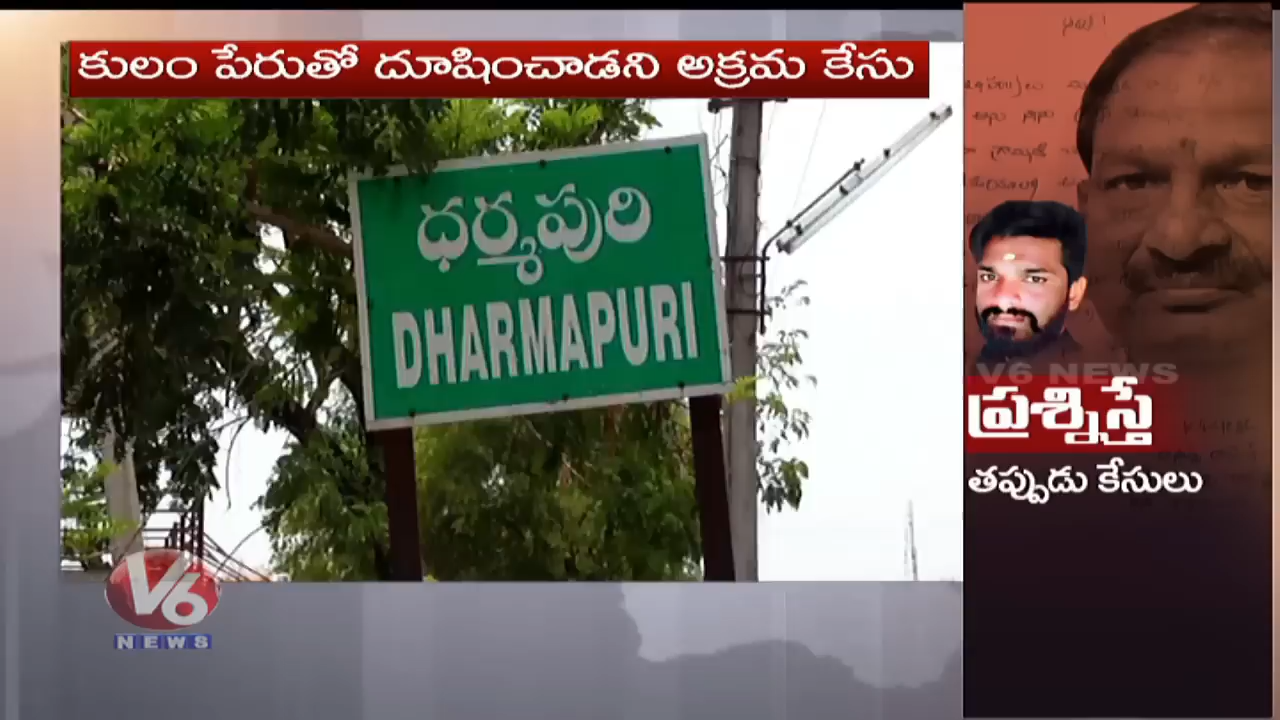 కులం పేరుతో దూషించాడని అక్రమ కేసు
ధర్మపురి
DHARMAPURI
V6 NEWS
ప్రశ్నిస్తే
తప్పుడు కేసులు
V6
NEWS